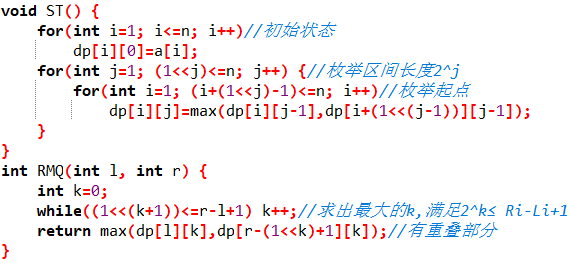 void ST() {
for(int i=1; i<=n; i++)//初始状态
dp[i][0]=a[i];
for(int j=1; (1<<j)<=n; j++) {//枚举区间长度2^j
for(int i=1; (i+(1<<j)-1)<=n; i++)//枚举起点
dp[i][j]=max(dp[i][j-1],dp[i+(1<<(j-1))][j-1]);
}
}
int RMQ(int l, int r) {
int k=0;
while((1<<(k+1))<=r-l+1) k++;//求出最大的k,满足2^k≤ Ri-Li+1
return max(dp[l][k],dp[r-(1<<k)+1][k]);//有重叠部分
}